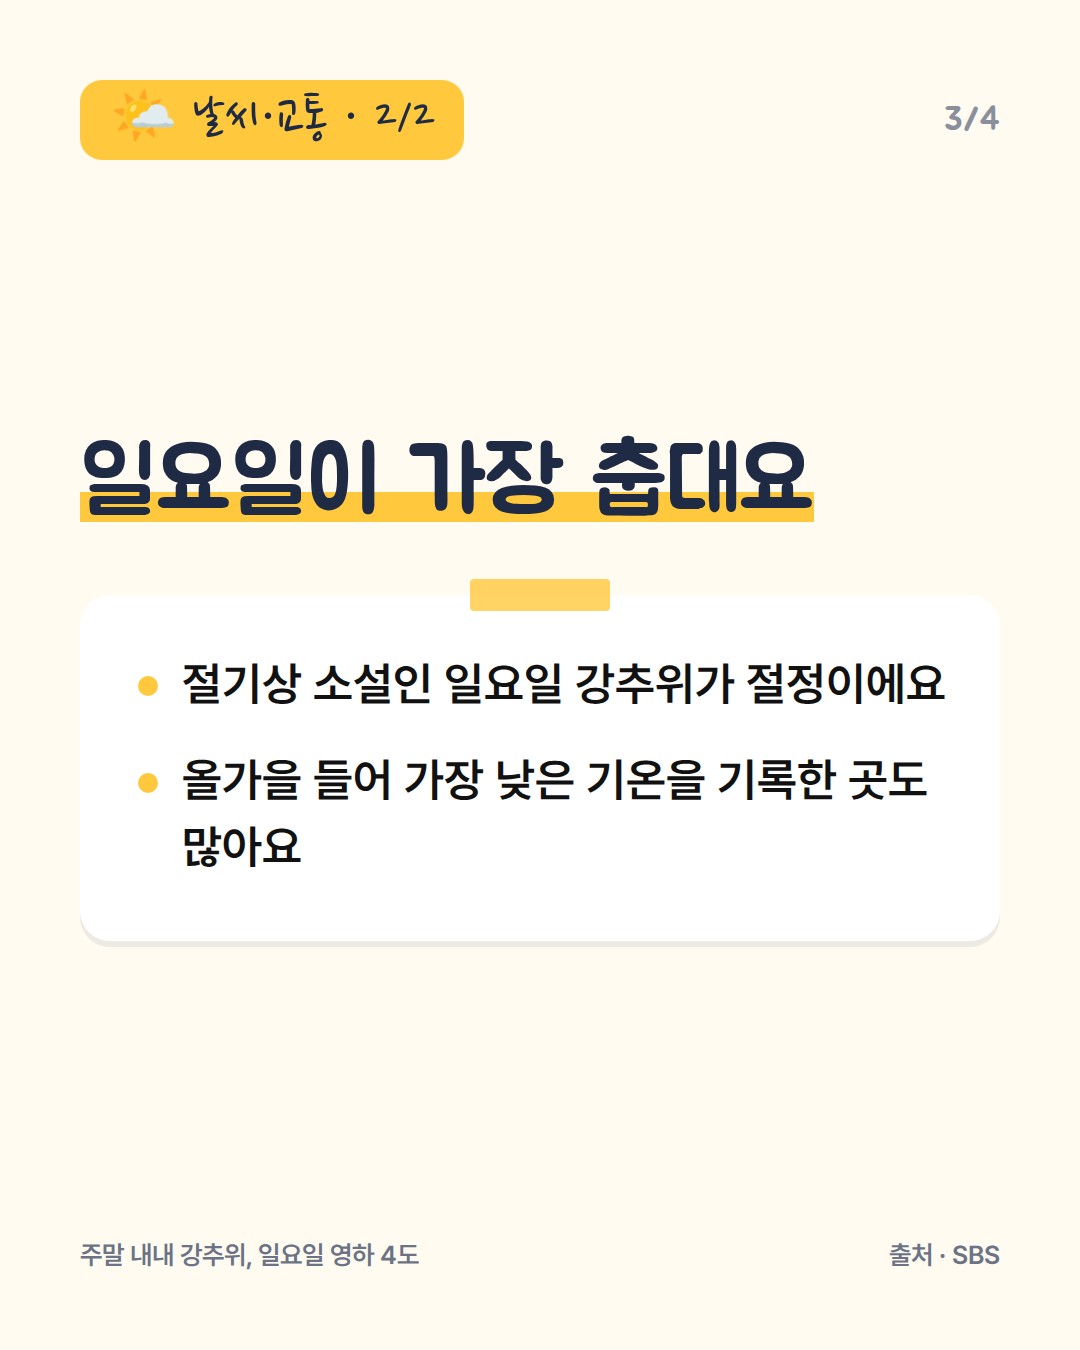 날씨·교통 · 2/2
3/4
일요일이 가장 춥대요
절기상 소설인 일요일 강추위가 절정이에요
올가을 들어 가장 낮은 기온을 기록한 곳도
많아요
주말 내내 강추위, 일요일 영하 4도
출처 · SBS